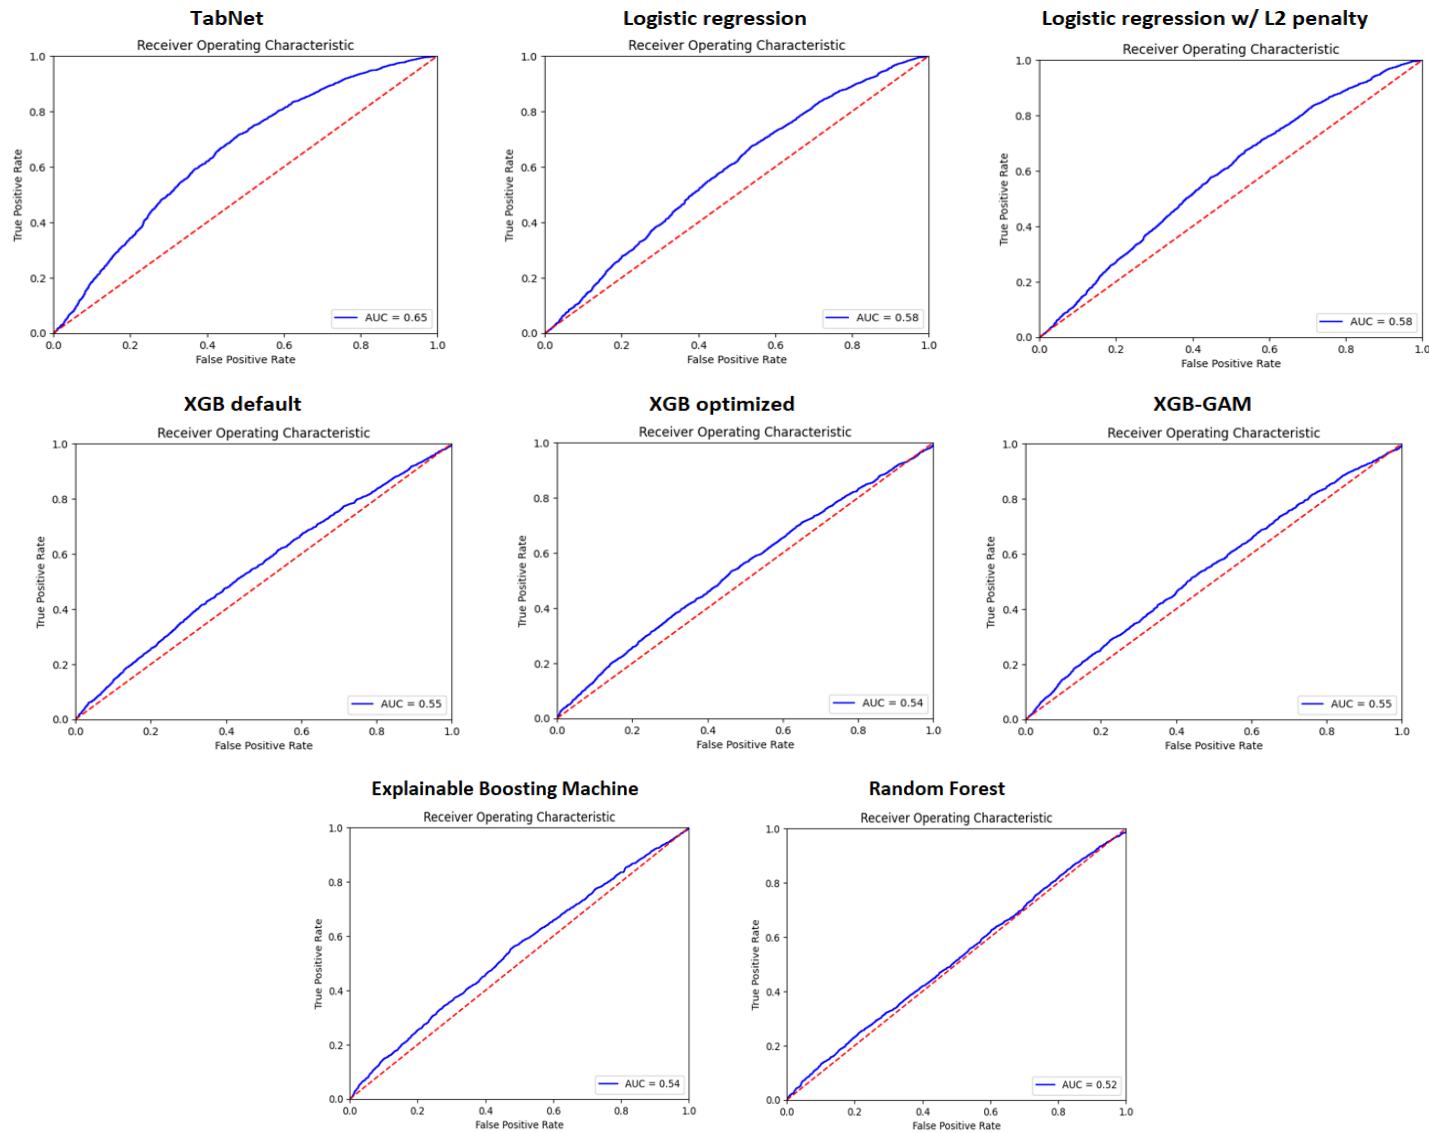 TabNet
Receiver Operating Characteristic
1.0
0.8
0.6
0.4
0.2
0.0
True Positive Rate
AUC = 0.65
0.0 0.2 0.4 0.6 0.8 1.0
False Positive Rate
Logistic regression
Receiver Operating Characteristic
1.0
0.8
0.6
0.4
0.2
0.0
True Positive Rate
AUC = 0.58
0.0 0.2 0.4 0.6 0.8 1.0
False Positive Rate
Logistic regression w/ L2 penalty
Receiver Operating Characteristic
1.0
0.8
0.6
0.4
0.2
0.0
True Positive Rate
AUC = 0.58
0.0 0.2 0.4 0.6 0.8 1.0
False Positive Rate
XGB default
Receiver Operating Characteristic
1.0
0.8
0.6
0.4
0.2
0.0
True Positive Rate
AUC = 0.55
0.0 0.2 0.4 0.6 0.8 1.0
False Positive Rate
XGB optimized
Receiver Operating Characteristic
1.0
0.8
0.6
0.4
0.2
0.0
True Positive Rate
AUC = 0.54
0.0 0.2 0.4 0.6 0.8 1.0
False Positive Rate
XGB-GAM
Receiver Operating Characteristic
1.0
0.8
0.6
0.4
0.2
0.0
True Positive Rate
AUC = 0.55
0.0 0.2 0.4 0.6 0.8 1.0
False Positive Rate
Explainable Boosting Machine
Receiver Operating Characteristic
1.0
0.8
0.6
0.4
0.2
0.0
True Positive Rate
AUC = 0.54
0.0 0.2 0.4 0.6 0.8 1.0
False Positive Rate
Random Forest
Receiver Operating Characteristic
1.0
0.8
0.6
0.4
0.2
0.0
True Positive Rate
AUC = 0.52
0.0 0.2 0.4 0.6 0.8 1.0
False Positive Rate